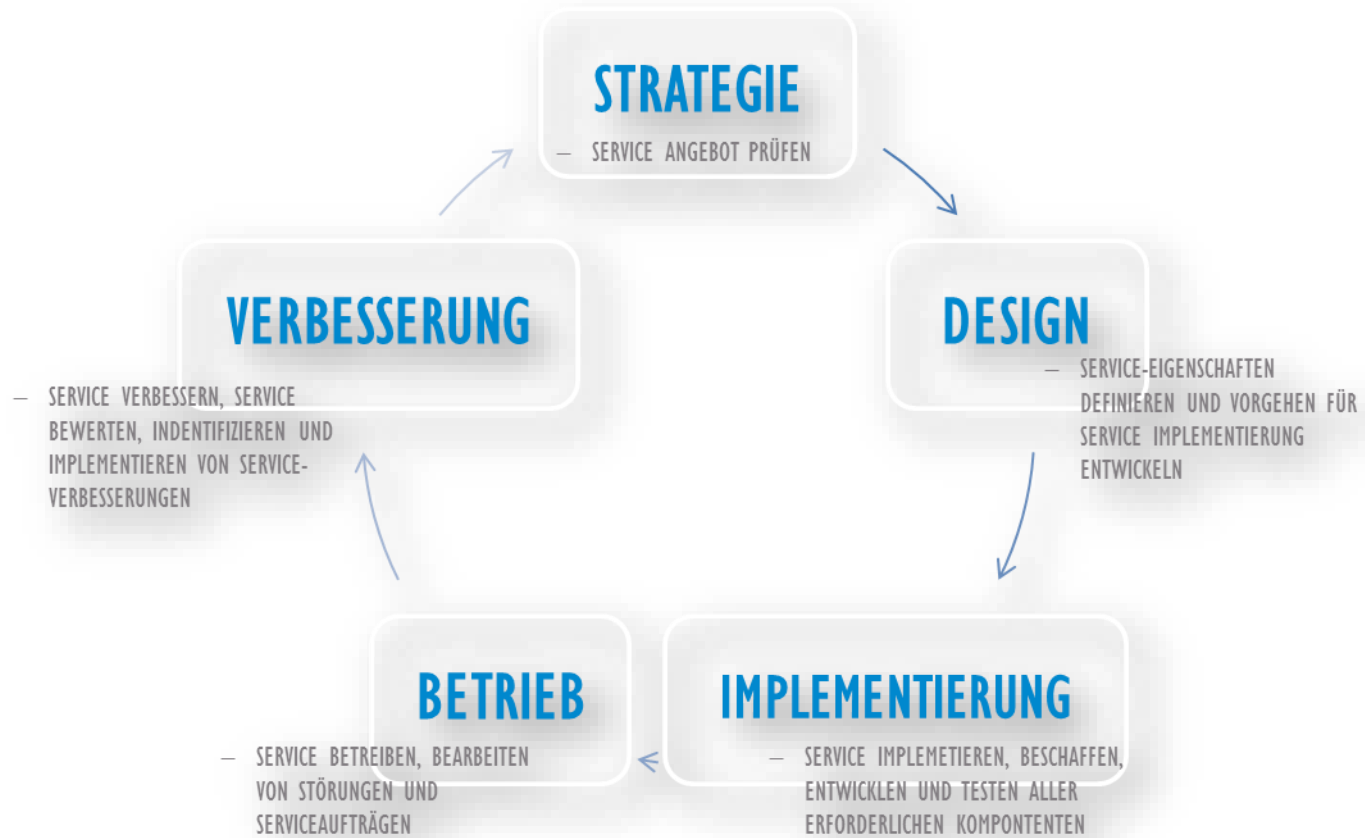 STRATEGIE
– SERVICE ANGEBOT PRÜFEN
DESIGN
– SERVICE-EIGENSCHAFTEN
DEFINIEREN UND VORGEHEN FÜR
SERVICE IMPLEMENTIERUNG
ENTWICKELN
IMPLEMENTIERUNG
– SERVICE IMPLEMETIEREN, BESCHAFFEN,
ENTWICKLEN UND TESTEN ALLER
ERFORDERLICHEN KOMPONTENTEN
BETRIEB
– SERVICE BETREIBEN, BEARBEITEN
VON STÖRUNGEN UND
SERVICEAUFTRÄGEN
VERBESSERUNG
– SERVICE VERBESSERN, SERVICE
BEWERTEN, INDENTIFIZIEREN UND
IMPLEMENTIEREN VON SERVICE-
VERBESSERUNGEN